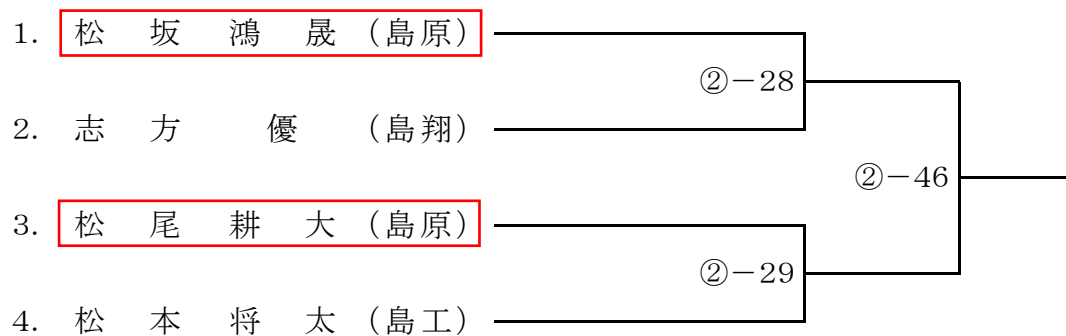 1. 松坂鴻晟(島原)
②−28
2. 志方 優(島翔)
②−46
3. 松尾耕大(島原)
②−29
4. 松本将太(島工)